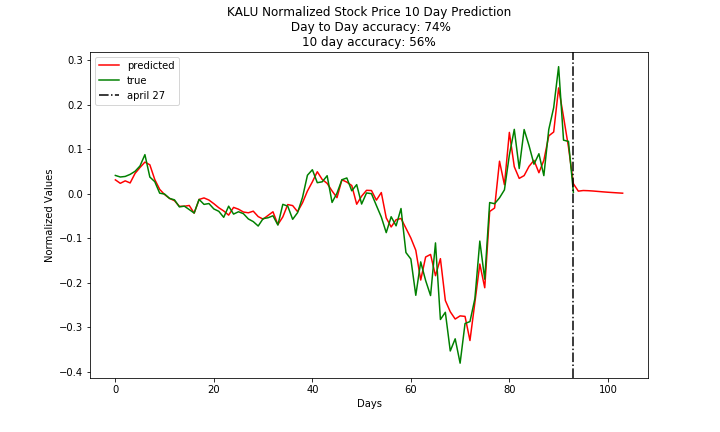 KALU Normalized Stock Price 10 Day Prediction
Day to Day accuracy: 74%
10 day accuracy: 56%
predicted
true
april 27
Normalized Values
0.3
0.2
0.1
0.0
−0.1
−0.2
−0.3
−0.4
0 20 40 60 80 100
Days